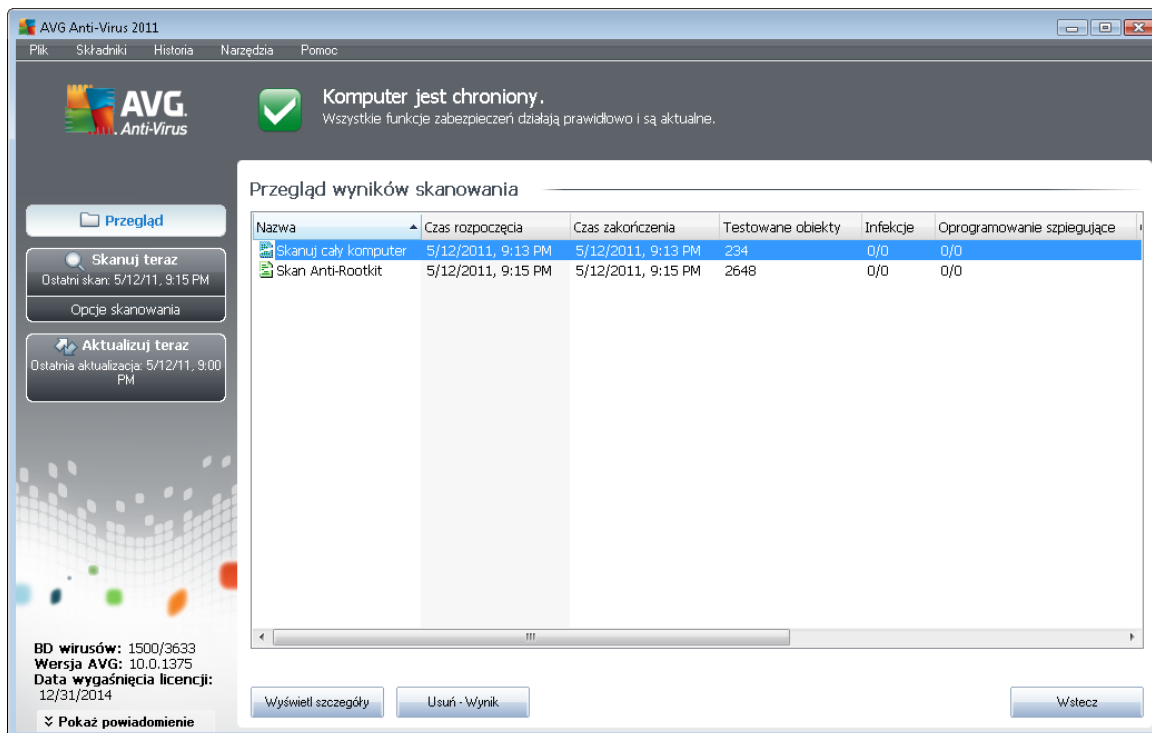 AVG Anti-Virus 2011
Plik Składniki Historia Narzędzia Pomoc
AVG.
Anti-Virus
Komputer jest chroniony.
Wszystkie funkcje zabezpieczeń działają prawidłowo i są aktualne.
Przegląd
Skanuj teraz
Ostatni skan: 5/12/11, 9:15 PM
Opcje skanowania
Aktualizuj teraz
Ostatnia aktualizacja: 5/12/11, 9:00
PM
BD wirusów: 1500/3633
Wersja AVG: 10.0.1375
Data wygaśnięcia licencji:
12/31/2014
Pokaż powiadomienie
Przegląd wyników skanowania
Nazwa Czas rozpoczęcia Czas zakończenia Testowane obiekty Infekcje Oprogramowanie szpiegujące
Skanuj cały komputer 5/12/2011, 9:13 PM 5/12/2011, 9:13 PM 234 0/0 0/0
Skan Anti-Rootkit 5/12/2011, 9:15 PM 5/12/2011, 9:15 PM 2648 0/0 0/0
Wyświetl szczegóły Usuń - Wynik Wstecz